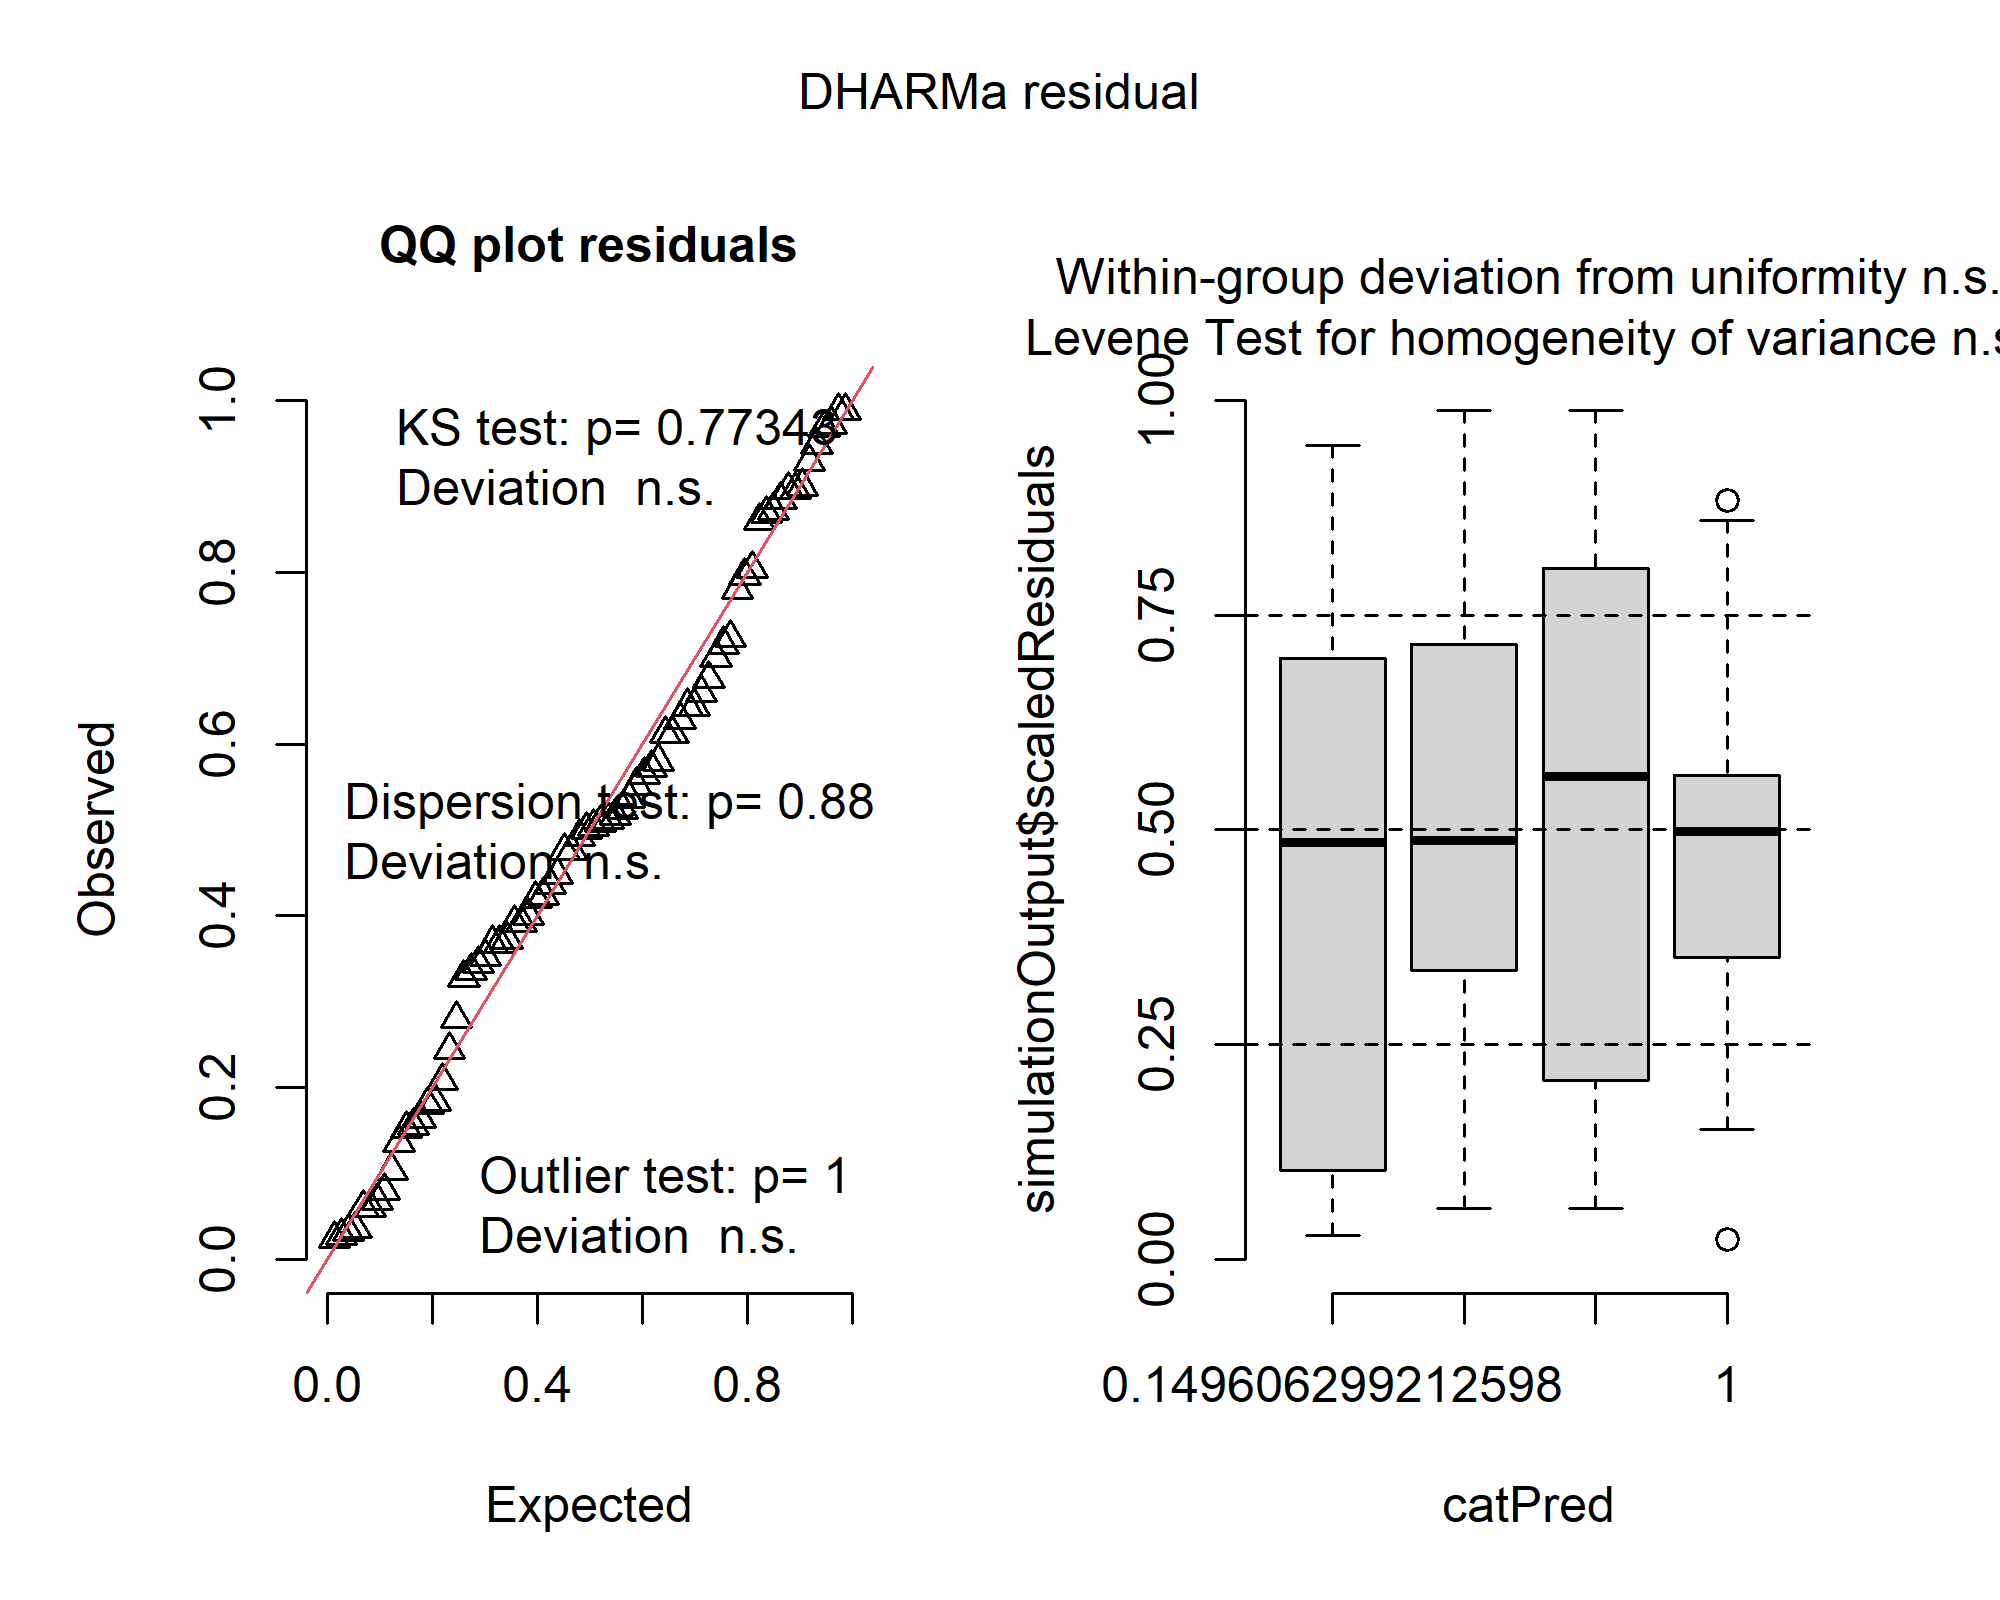 DHARMa residual
QQ plot residuals
KS test: p= 0.77343
Deviation n.s.
Dispersion test: p= 0.88
Deviation n.s.
Outlier test: p= 1
Deviation n.s.
Observed
0.0 0.2 0.4 0.6 0.8 1.0
0.0 0.4 0.8
Expected
Within-group deviation from uniformity n.s.
Levene Test for homogeneity of variance n.s
simulationOutput$scaledResiduals
0.00 0.25 0.50 0.75 1.00
0.149606299212598 1
catPred